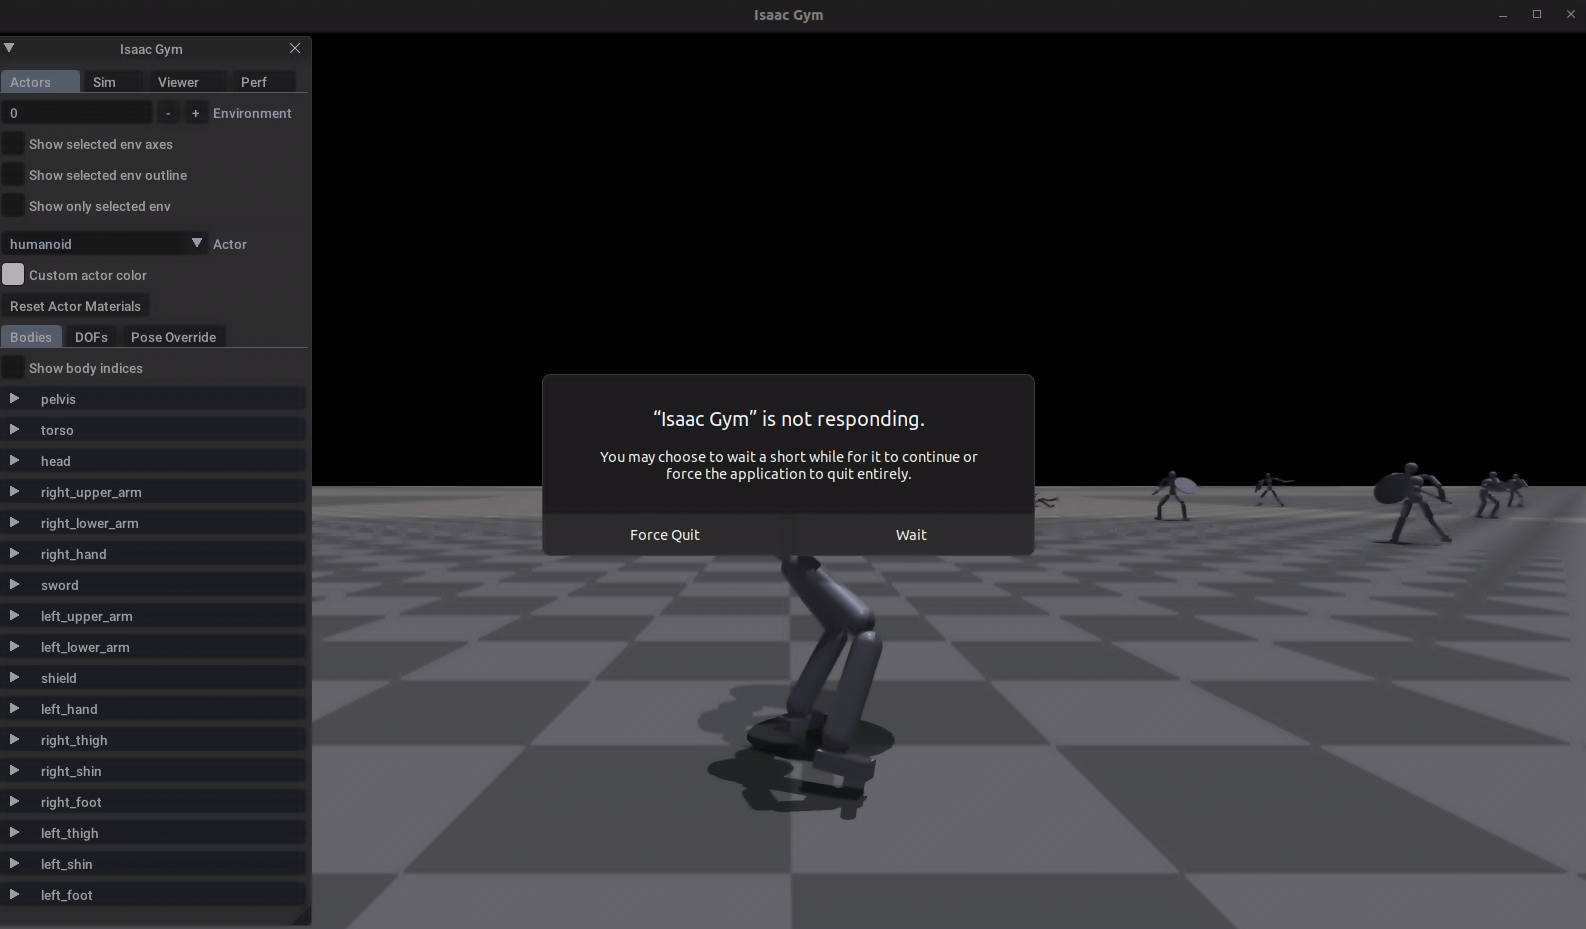 Isaac Gym
Isaac Gym
Actors Sim Viewer Perf
0 - + Environment
Show selected env axes
Show selected env outline
Show only selected env
humanoid Actor
Custom actor color
Reset Actor Materials
Bodies DOFs Pose Override
Show body indices
pelvis
torso
head
right_upper_arm
right_lower_arm
right_hand
sword
left_upper_arm
left_lower_arm
shield
left_hand
right_thigh
right_shin
right_foot
left_thigh
left_shin
left_foot
“Isaac Gym” is not responding.
You may choose to wait a short while for it to continue or
force the application to quit entirely.
Force Quit Wait